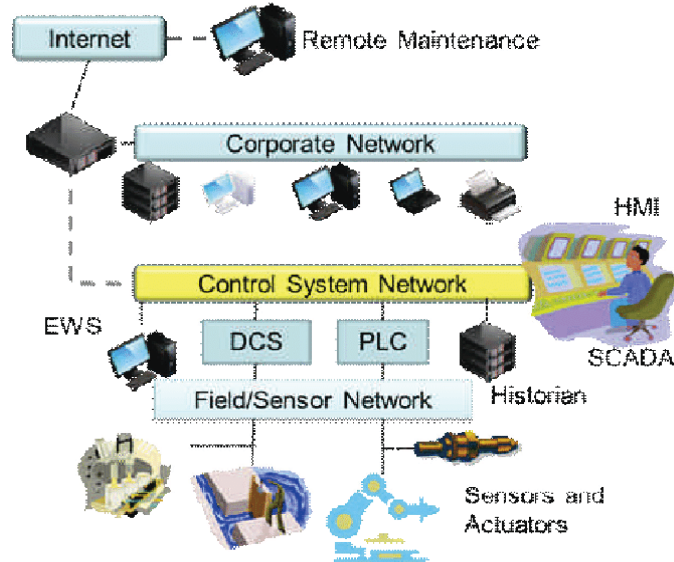 Internet
Remote Maintenance
Corporate Network
HMI
Control System Network
EWS
DCS
PLC
SCADA
Field/Sensor Network
Historian
Sensors and
Actuators